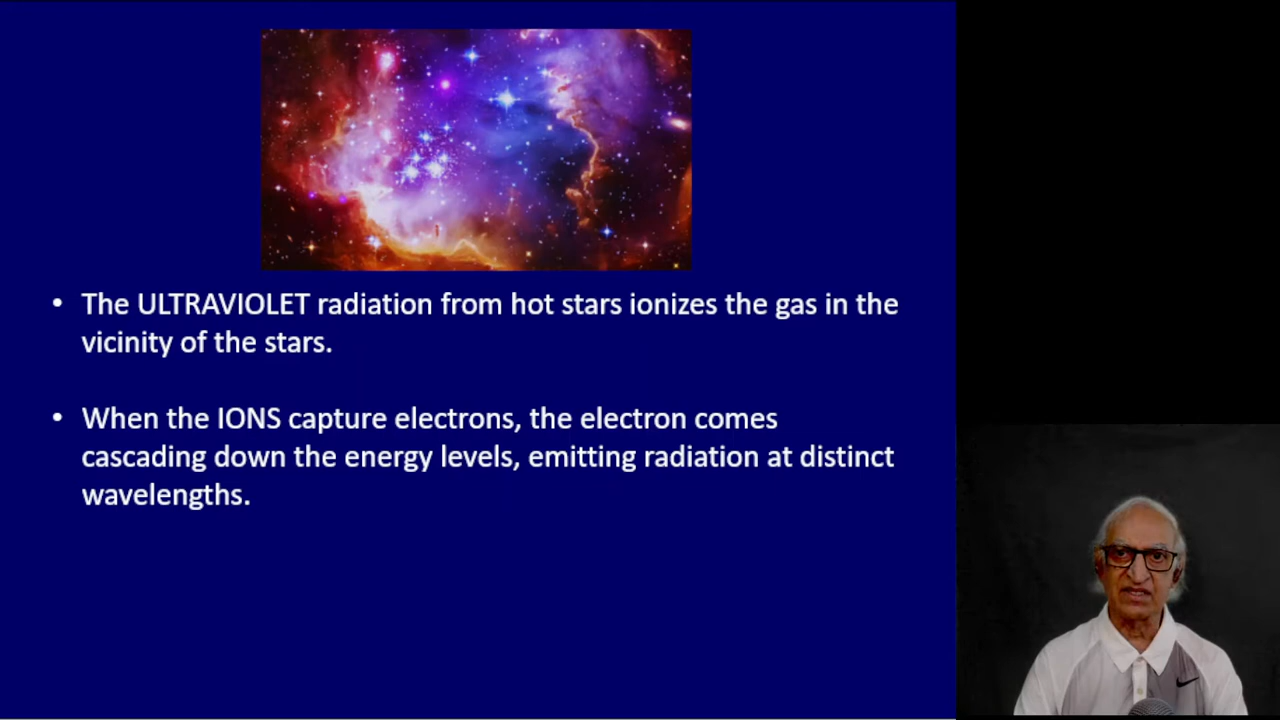 • The ULTRAVIOLET radiation from hot stars ionizes the gas in the
vicinity of the stars.
• When the IONS capture electrons, the electron comes
cascading down the energy levels, emitting radiation at distinct
wavelengths.